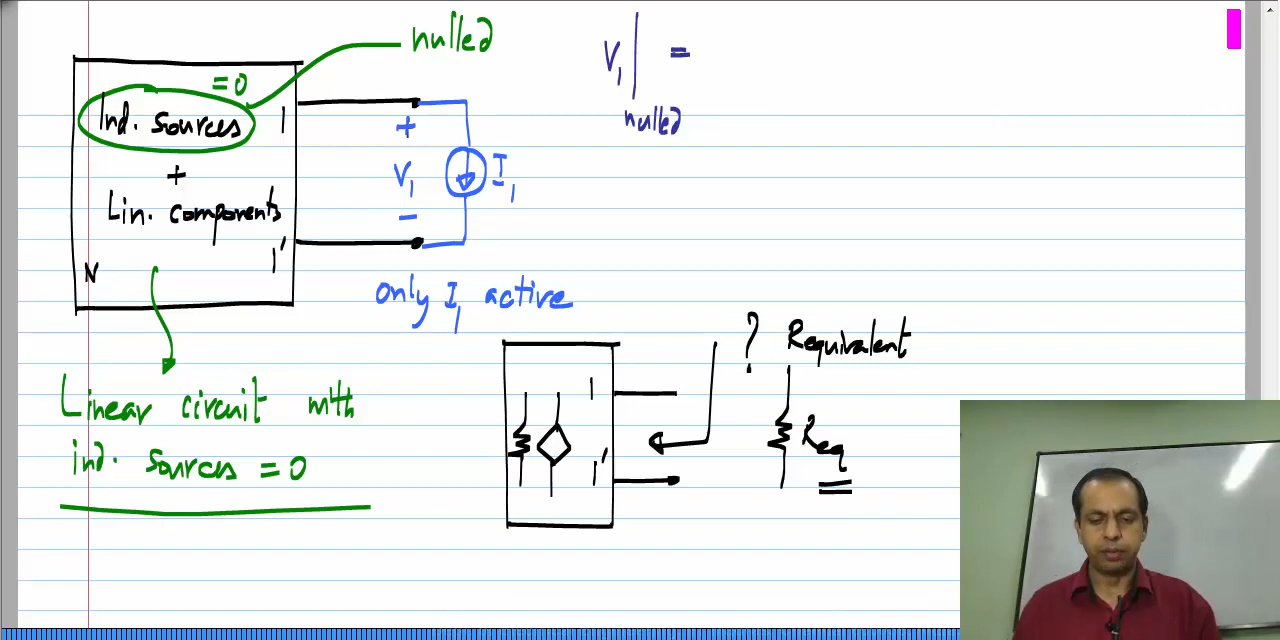 nulled
= 0
Ind. sources
+
Lin. components
N
1
1'
+
V1
-
I1
only I1 active
V1| =
nulled
Linear circuit with
ind. sources = 0
1
1'
? Requivalent
Req